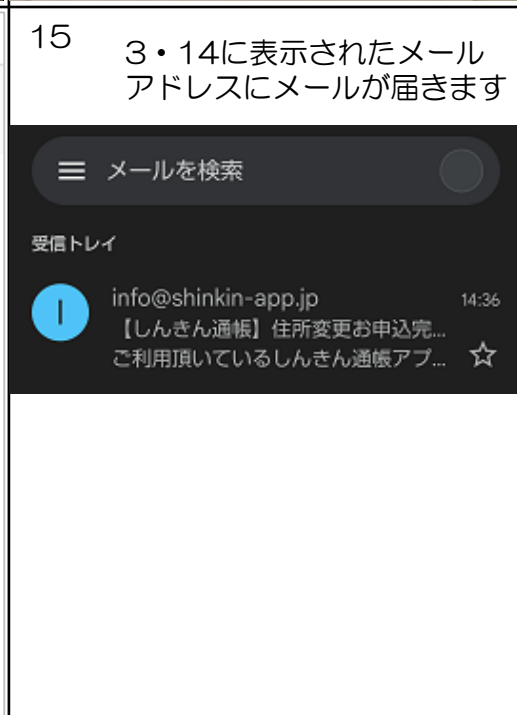 15
3・14に表示されたメール
アドレスにメールが届きます
メールを検索
受信トレイ
I
info@shinkin-app.jp 14:36
【しんきん通帳】住所変更お申込完...
ご利用頂いているしんきん通帳アプ...